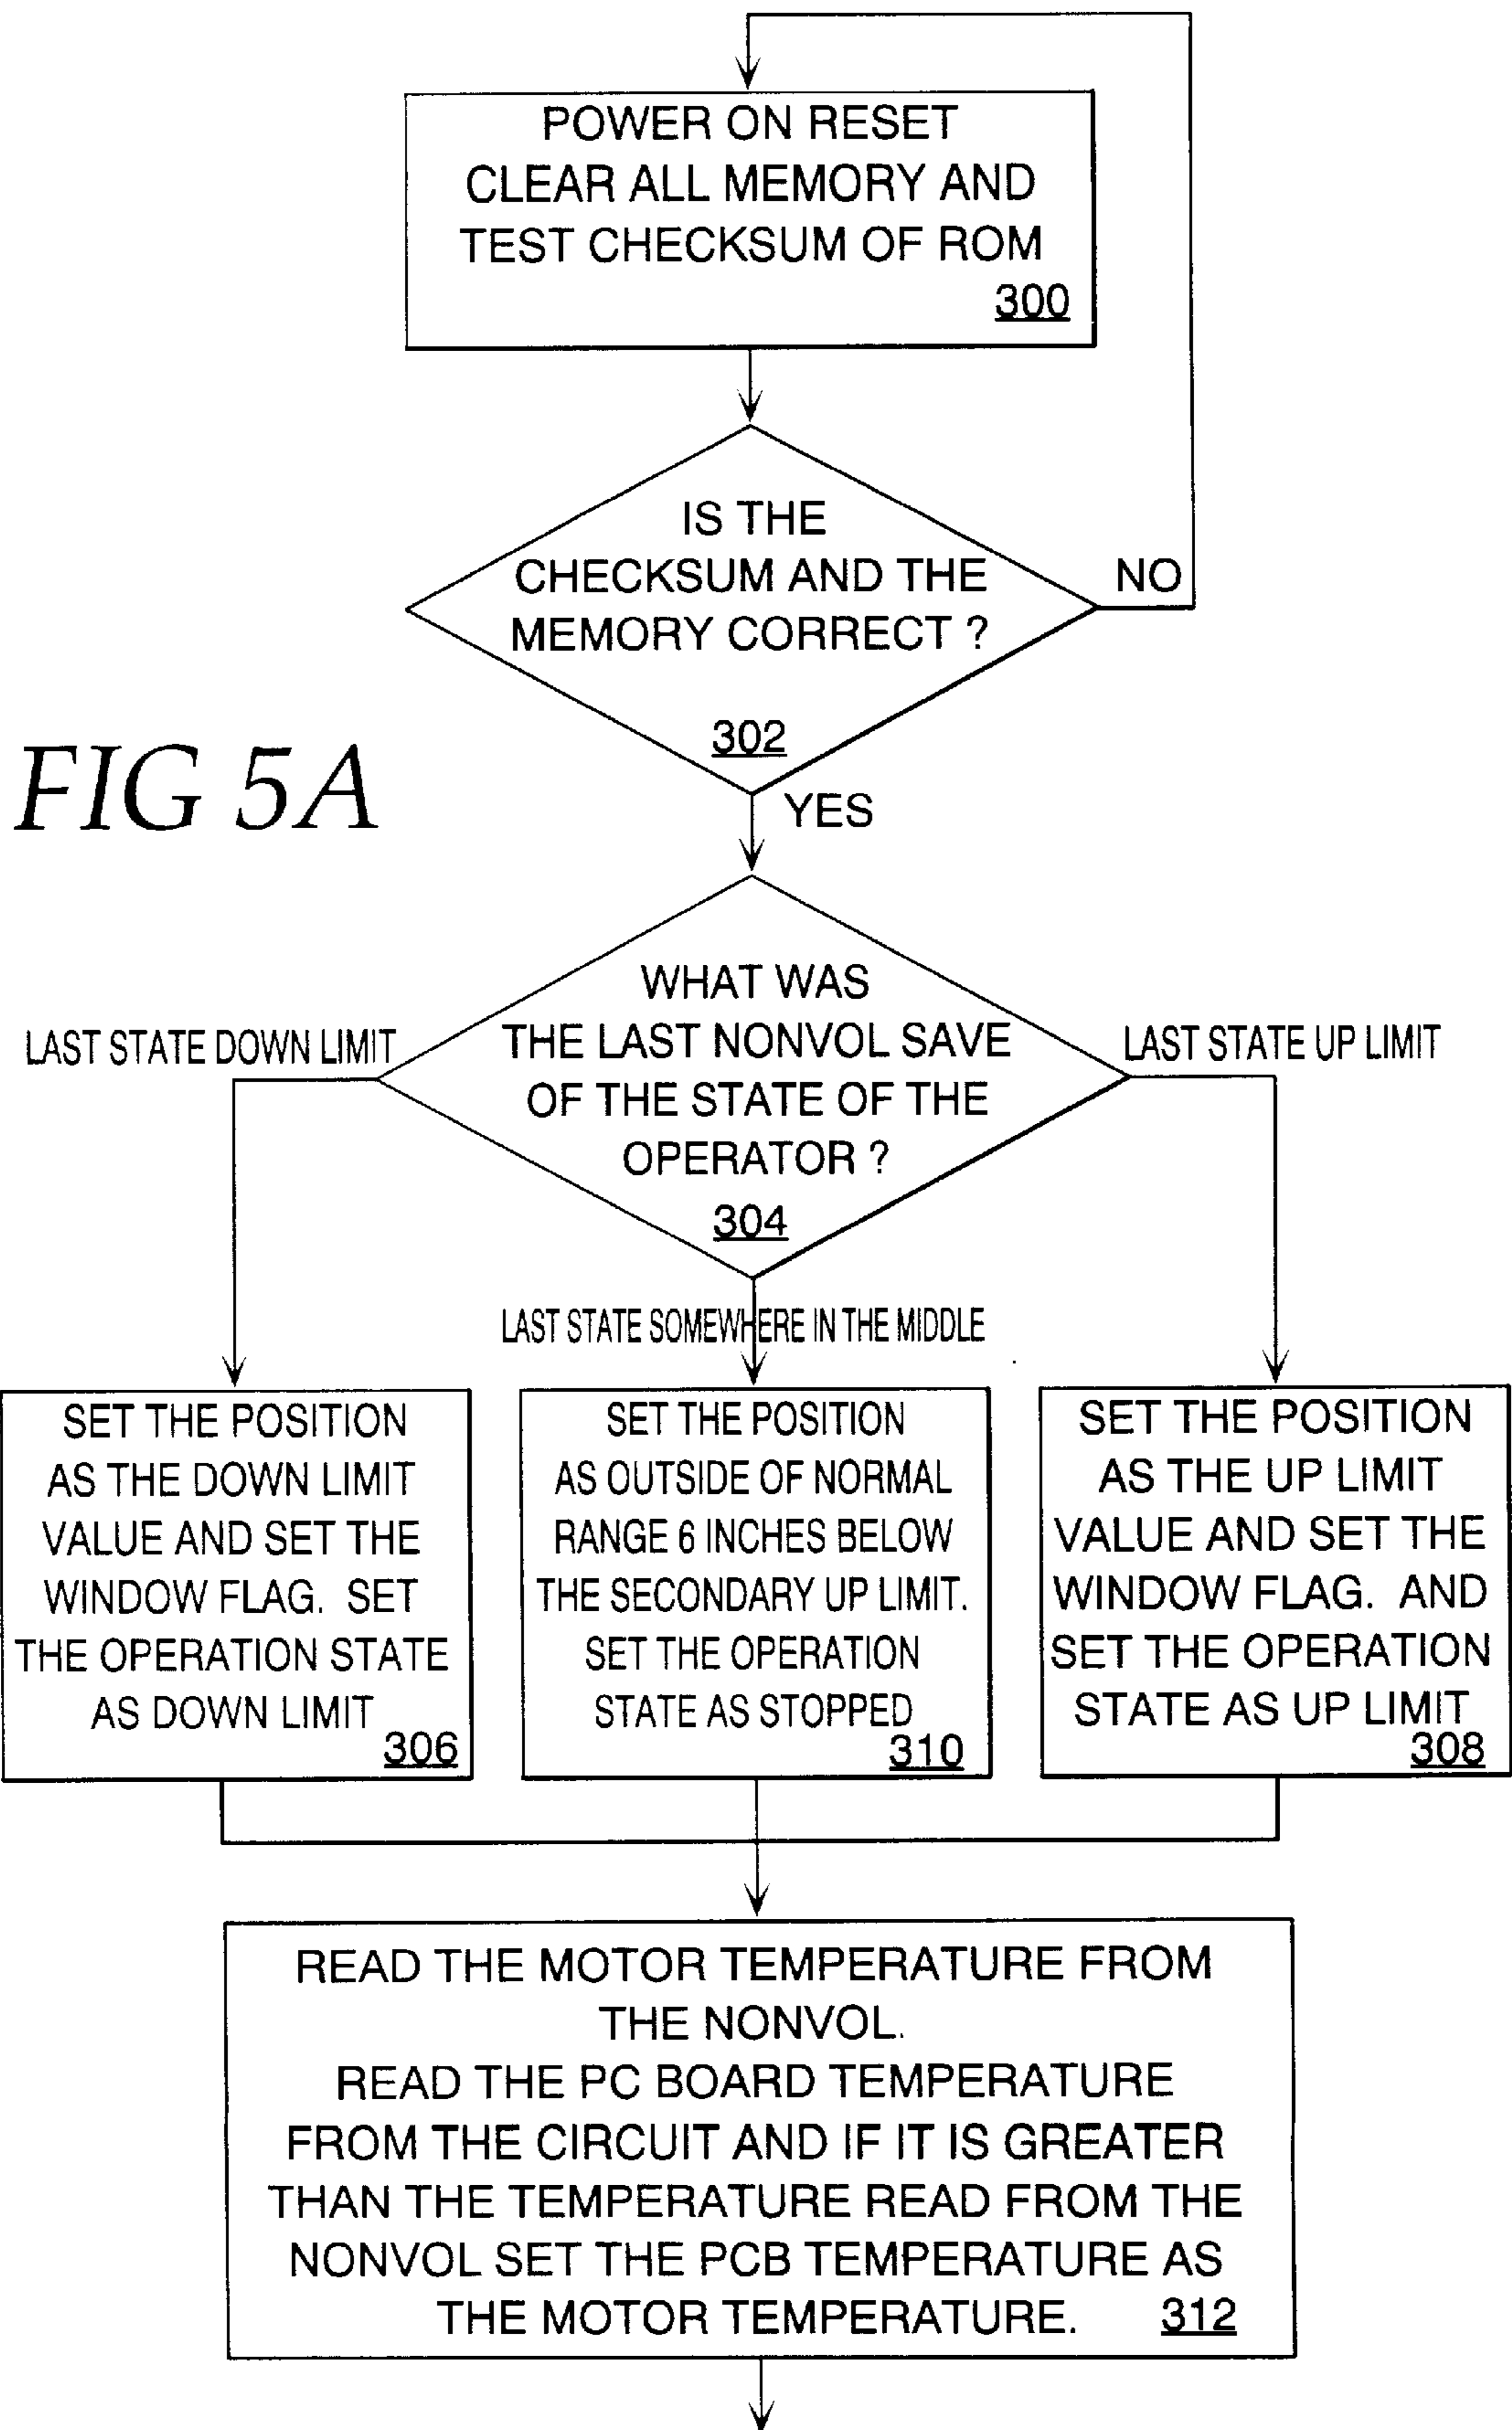 POWER ON RESET
CLEAR ALL MEMORY AND
TEST CHECKSUM OF ROM
300
IS THE
CHECKSUM AND THE
MEMORY CORRECT ?
302
NO
FIG 5A
YES
WHAT WAS
THE LAST NONVOL SAVE
OF THE STATE OF THE
OPERATOR ?
304
LAST STATE DOWN LIMIT
LAST STATE UP LIMIT
LAST STATE SOMEWHERE IN THE MIDDLE
SET THE POSITION
AS THE DOWN LIMIT
VALUE AND SET THE
WINDOW FLAG. SET
THE OPERATION STATE
AS DOWN LIMIT
306
SET THE POSITION
AS OUTSIDE OF NORMAL
RANGE 6 INCHES BELOW
THE SECONDARY UP LIMIT.
SET THE OPERATION
STATE AS STOPPED
310
SET THE POSITION
AS THE UP LIMIT
VALUE AND SET THE
WINDOW FLAG. AND
SET THE OPERATION
STATE AS UP LIMIT
308
READ THE MOTOR TEMPERATURE FROM
THE NONVOL.
READ THE PC BOARD TEMPERATURE
FROM THE CIRCUIT AND IF IT IS GREATER
THAN THE TEMPERATURE READ FROM THE
NONVOL SET THE PCB TEMPERATURE AS
THE MOTOR TEMPERATURE.
312